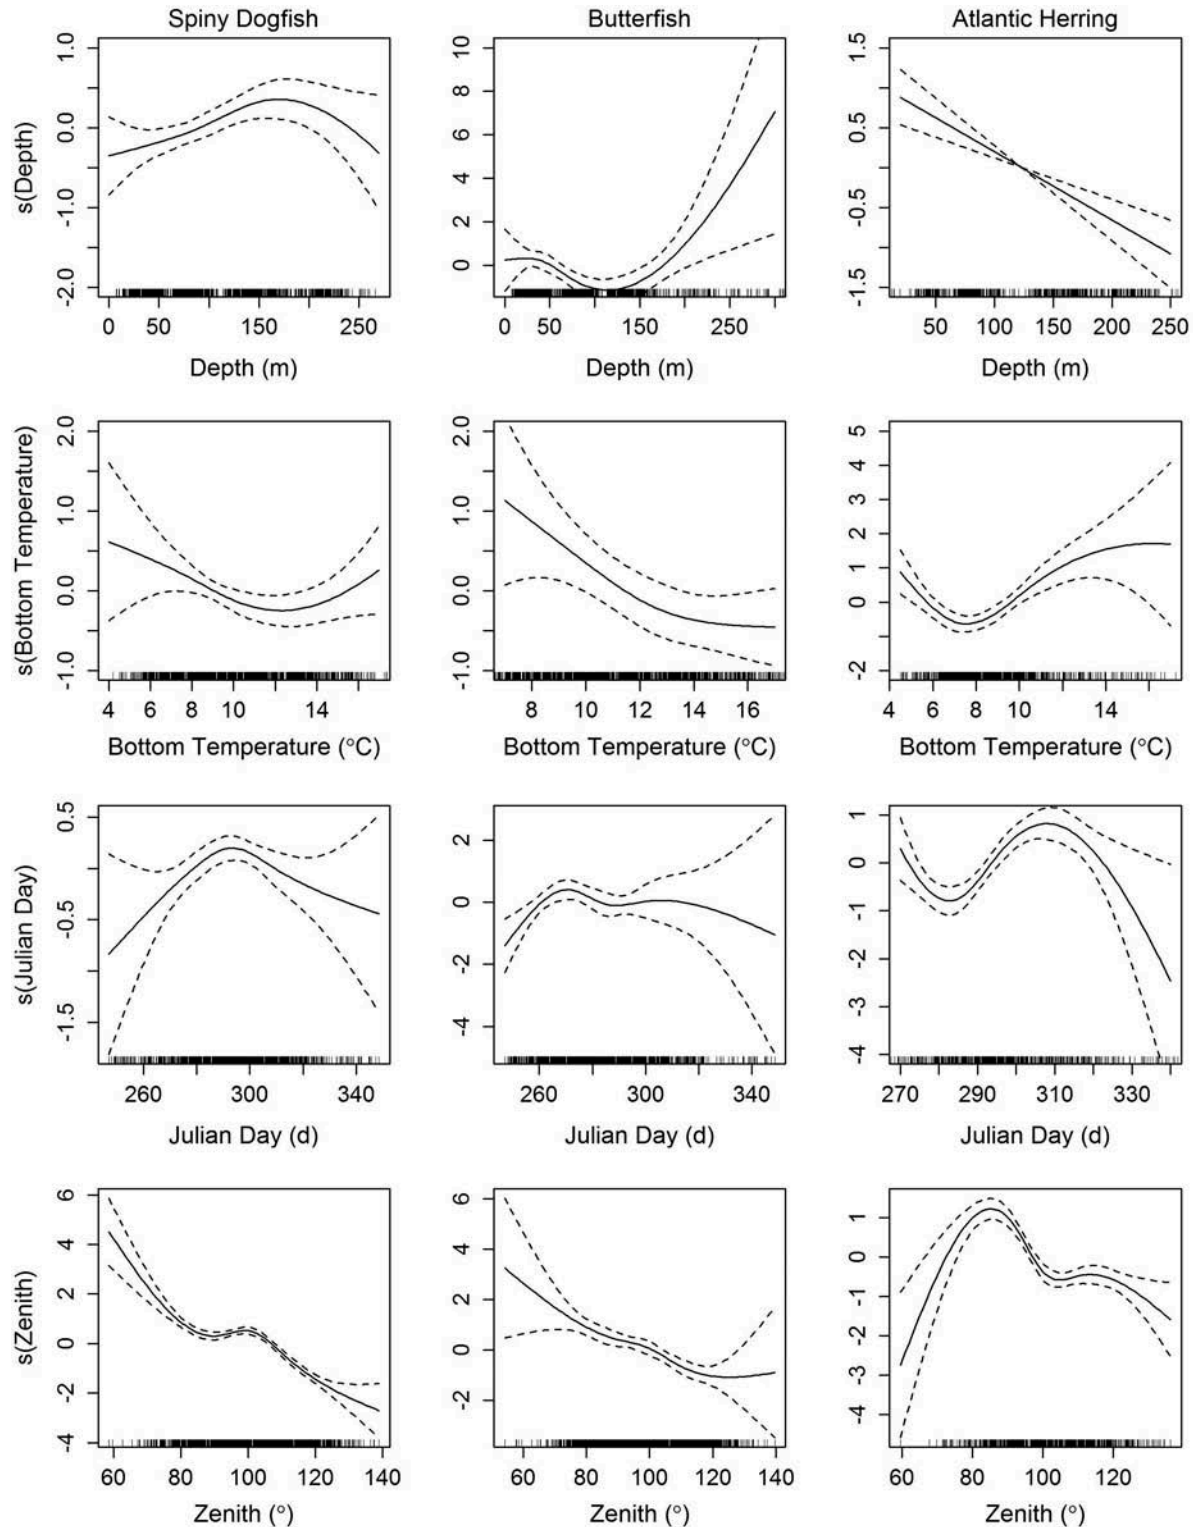 Spiny Dogfish Butterfish Atlantic Herring
s(Depth)
1.0 0.0 -1.0 -2.0
10 8 6 4 2 0
1.5 0.5 -0.5 -1.5
0 50 150 250
0 50 150 250
50 100 150 200 250
Depth (m) Depth (m) Depth (m)
s(Bottom Temperature)
2.0 1.0 0.0 -1.0
2.0 1.0 0.0 -1.0
5 4 3 2 1 0 -2
4 6 8 10 14
8 10 12 14 16
4 6 8 10 14
Bottom Temperature (°C) Bottom Temperature (°C) Bottom Temperature (°C)
s(Julian Day)
0.5 -0.5 -1.5
2 0 -2 -4
1 0 -1 -2 -3 -4
260 300 340
260 300 340
270 290 310 330
Julian Day (d) Julian Day (d) Julian Day (d)
s(Zenith)
6 4 2 0 -2 -4
6 4 2 0 -2
1 0 -1 -2 -3 -4
60 80 100 120 140
60 80 100 120 140
60 80 100 120
Zenith (°) Zenith (°) Zenith (°)